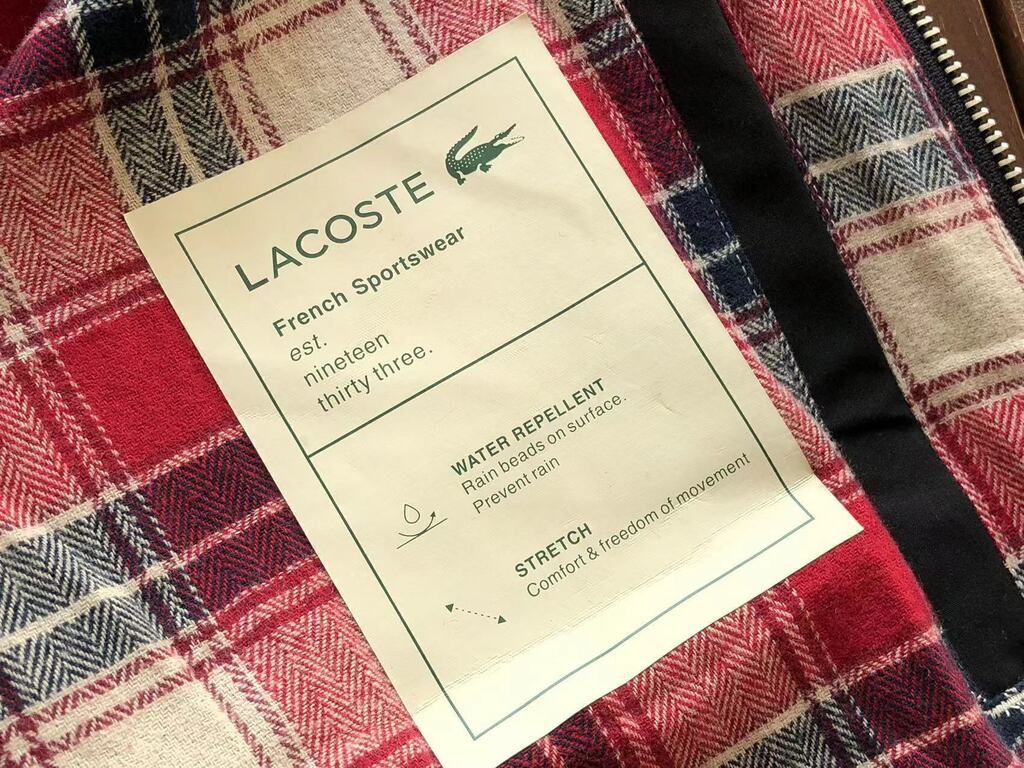 LACOSTE
French Sportswear
est.
nineteen
thirty three.
WATER REPELLENT
Rain beads on surface.
Prevent rain
STRETCH
Comfort & freedom of movement